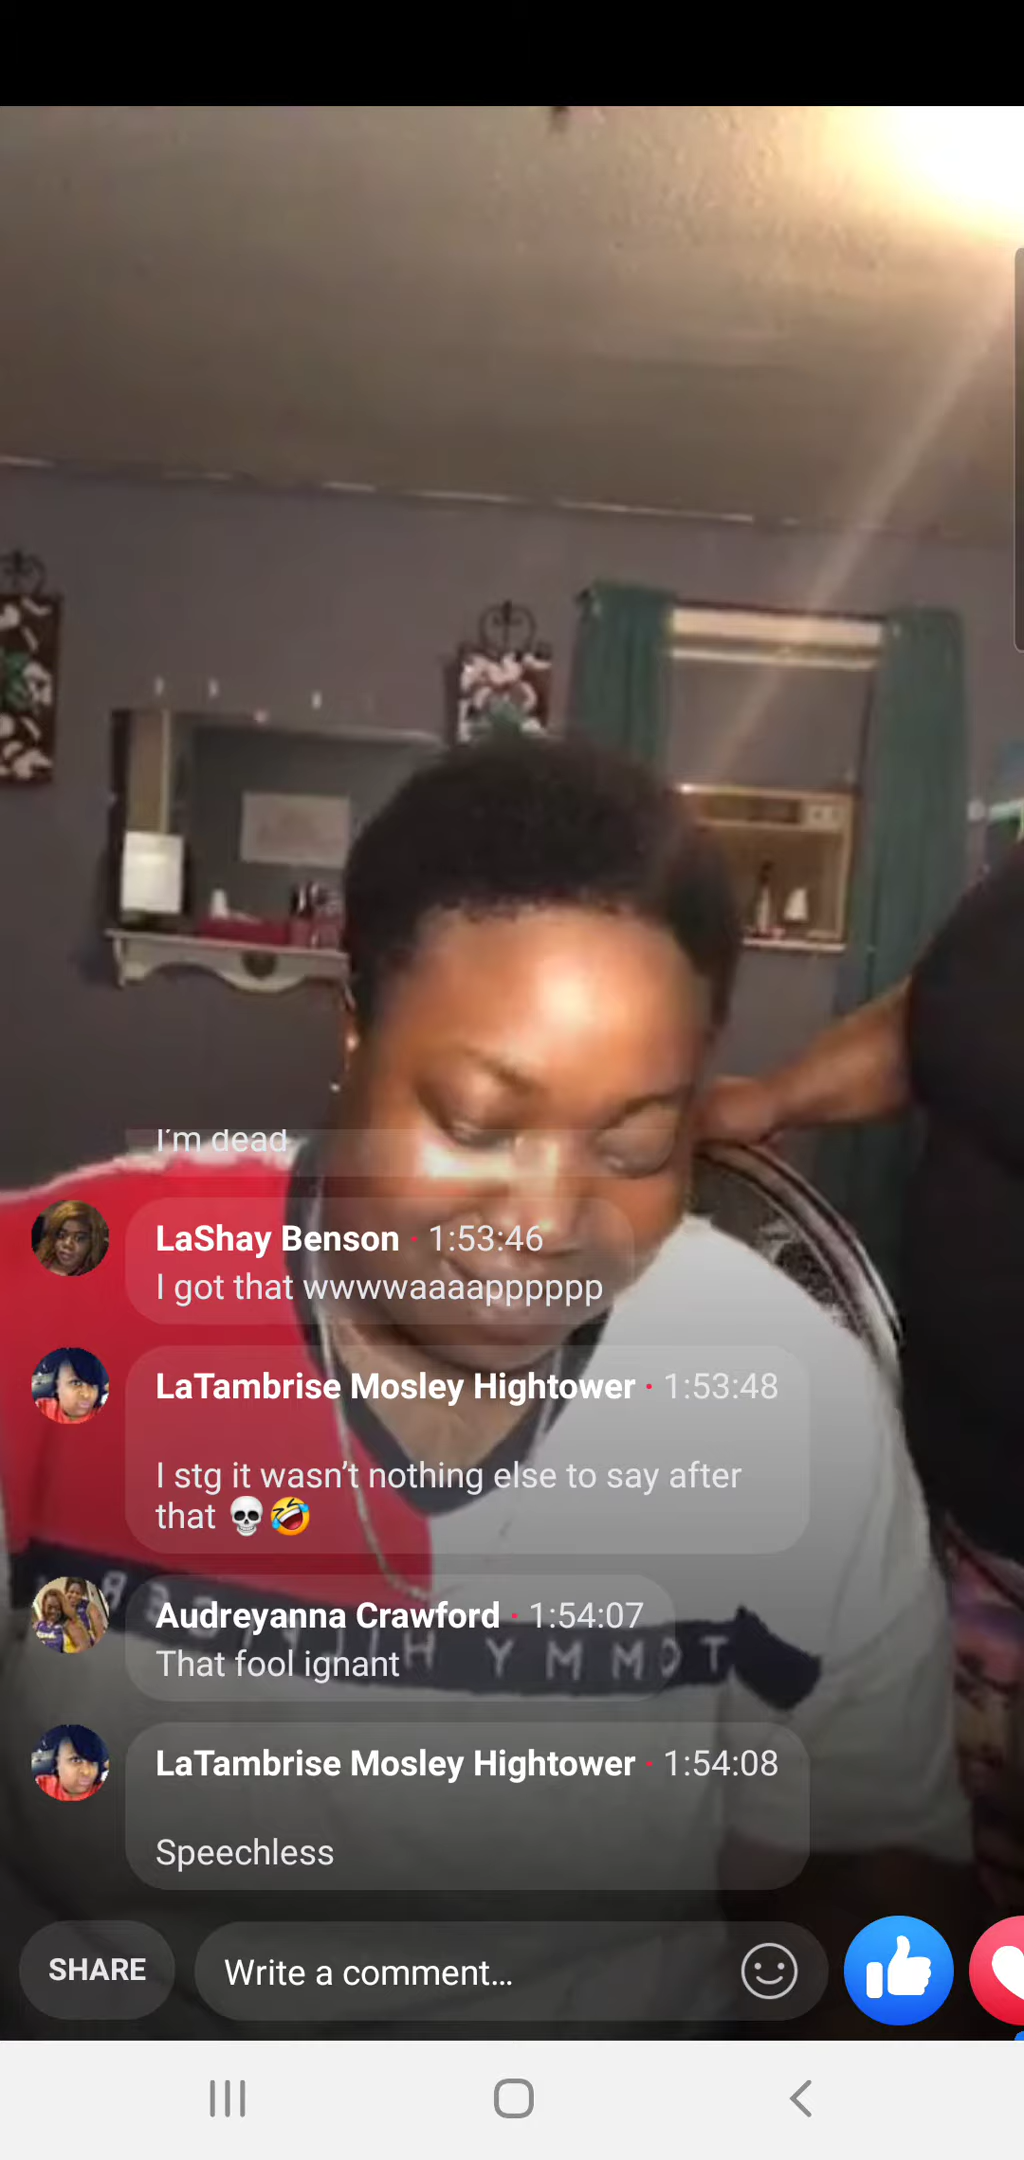 I'm dead
LaShay Benson · 1:53:46
I got that wwwwaaaapppppp
LaTambrise Mosley Hightower · 1:53:48
I stg it wasn’t nothing else to say after
that 💀🤣
Audreyanna Crawford · 1:54:07
That fool ignant
TOMMY HILFIGER
LaTambrise Mosley Hightower · 1:54:08
Speechless
SHARE
Write a comment...